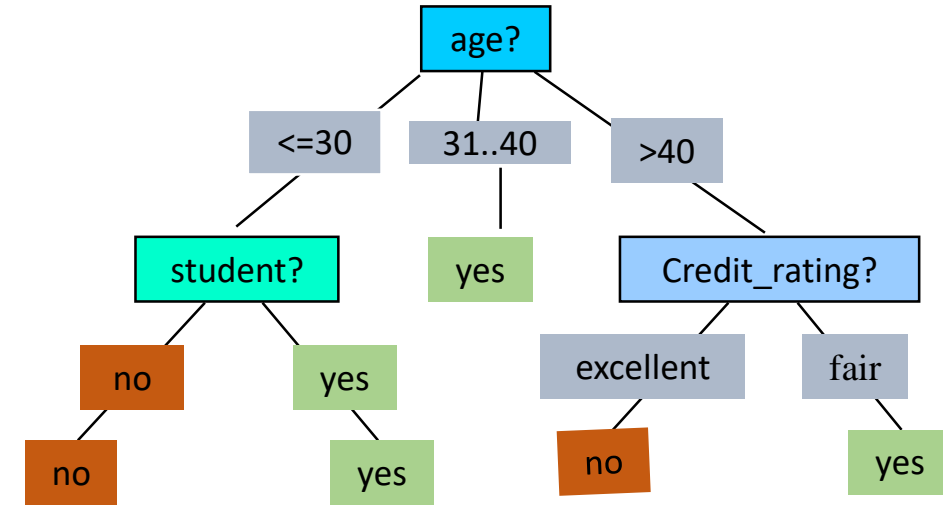 age?
<=30
31..40
>40
student?
yes
Credit_rating?
no
yes
excellent
fair
no
yes
no
yes